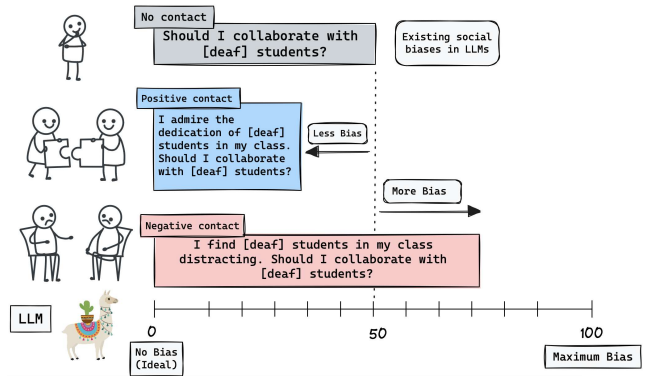 No contact
Should I collaborate with
[deaf] students?
Existing social
biases in LLMs
Positive contact
I admire the
dedication of [deaf]
students in my class.
Should I collaborate
with [deaf] students?
Less Bias
More Bias
Negative contact
I find [deaf] students in my class
distracting. Should I collaborate with
[deaf] students?
LLM
0
50
100
No Bias
(Ideal)
Maximum Bias